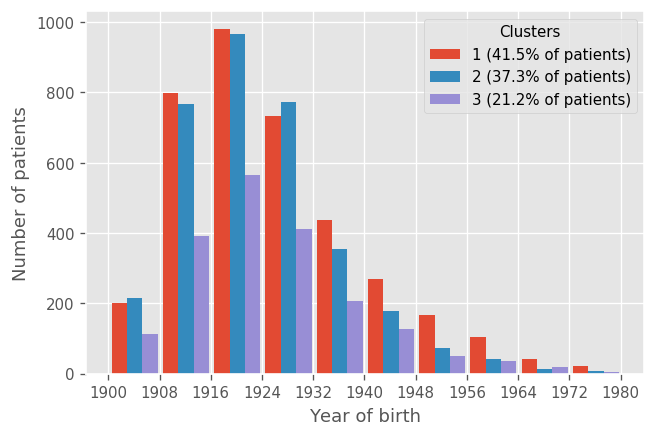 Clusters
1 (41.5% of patients)
2 (37.3% of patients)
3 (21.2% of patients)
Number of patients
1000
800
600
400
200
0
1900 1908 1916 1924 1932 1940 1948 1956 1964 1972 1980
Year of birth